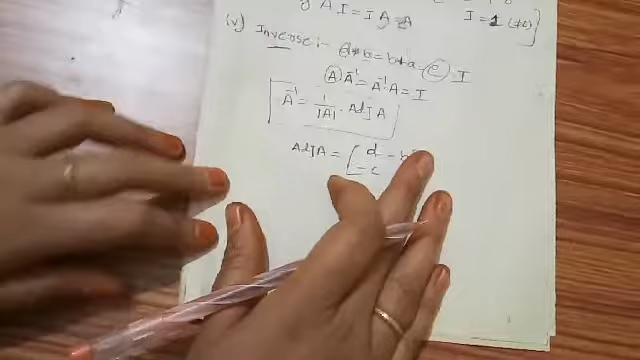 A I = I A = A I = 1 (≠0)
(v) Inverse :- a * b = b * a = e = I
A A⁻¹ = A⁻¹ A = I
A⁻¹ = 1/|A| . Adj A
Adj A = [ d -b
-c